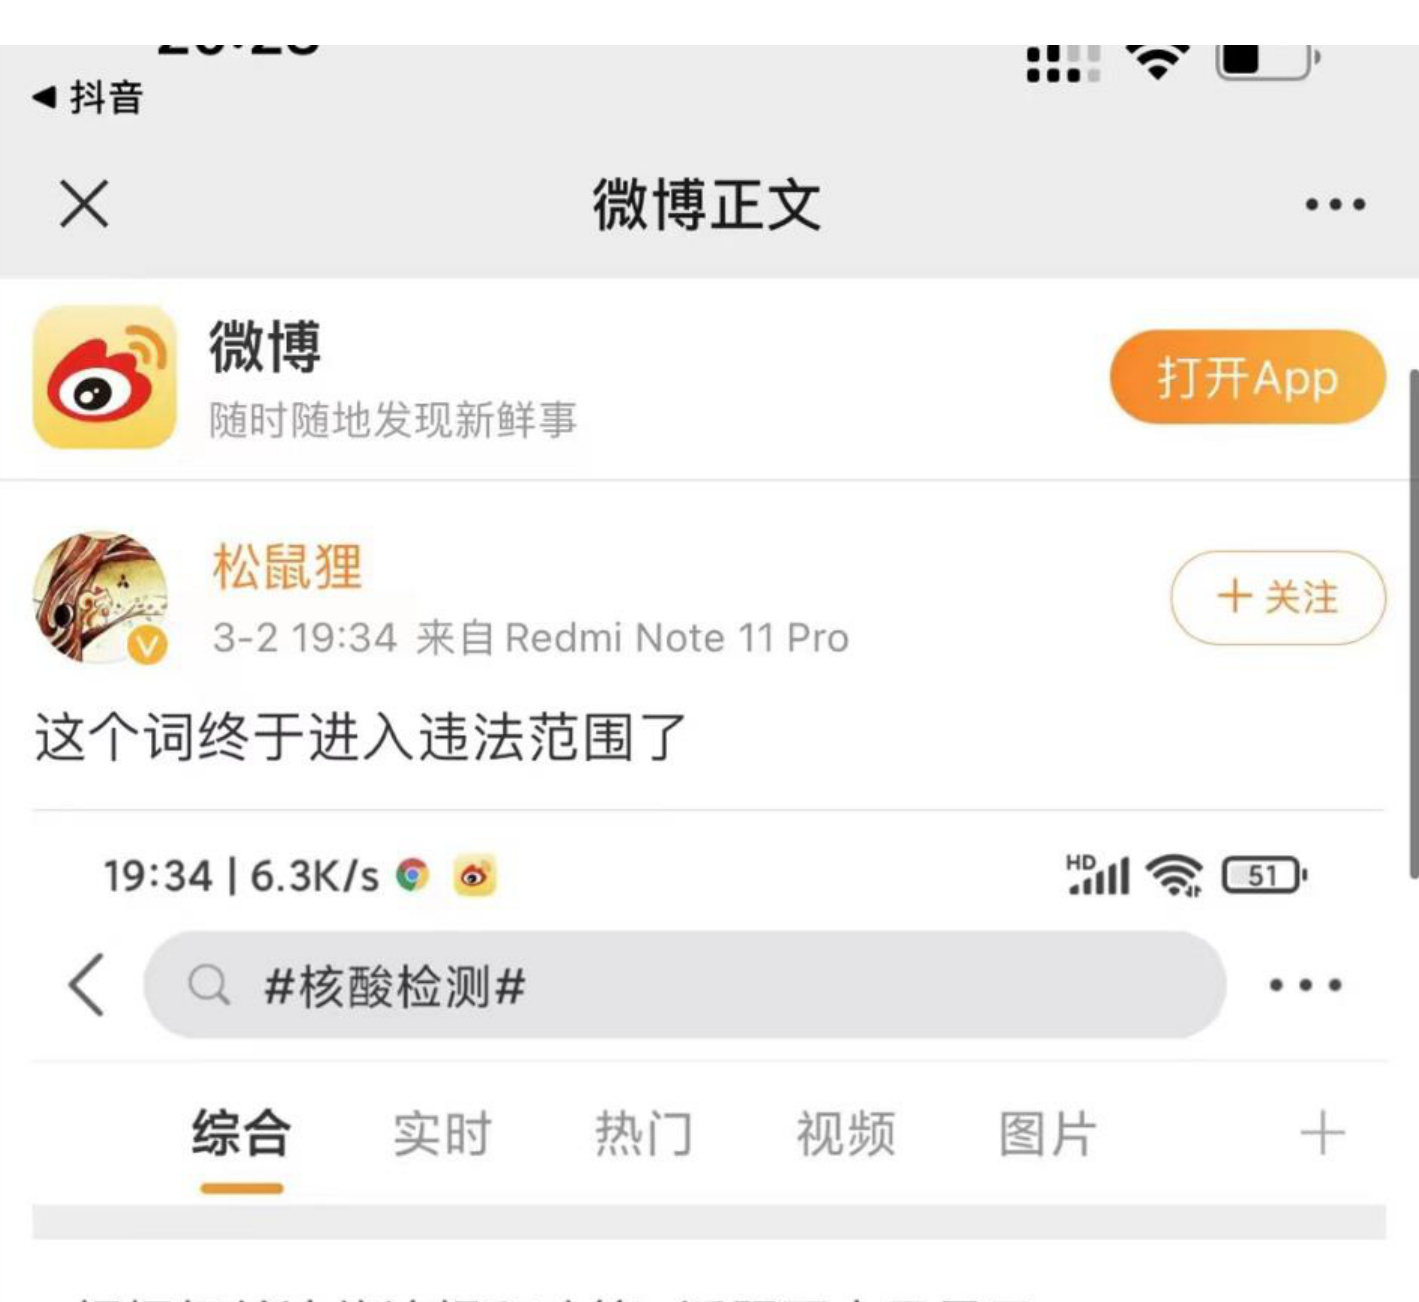 抖音
微博正文
微博
随时随地发现新鲜事
打开App
松鼠狸
3-2 19:34 来自 Redmi Note 11 Pro
+关注
这个词终于进入违法范围了
19:34 | 6.3K/s
HD
51
#核酸检测#
综合 实时 热门 视频 图片